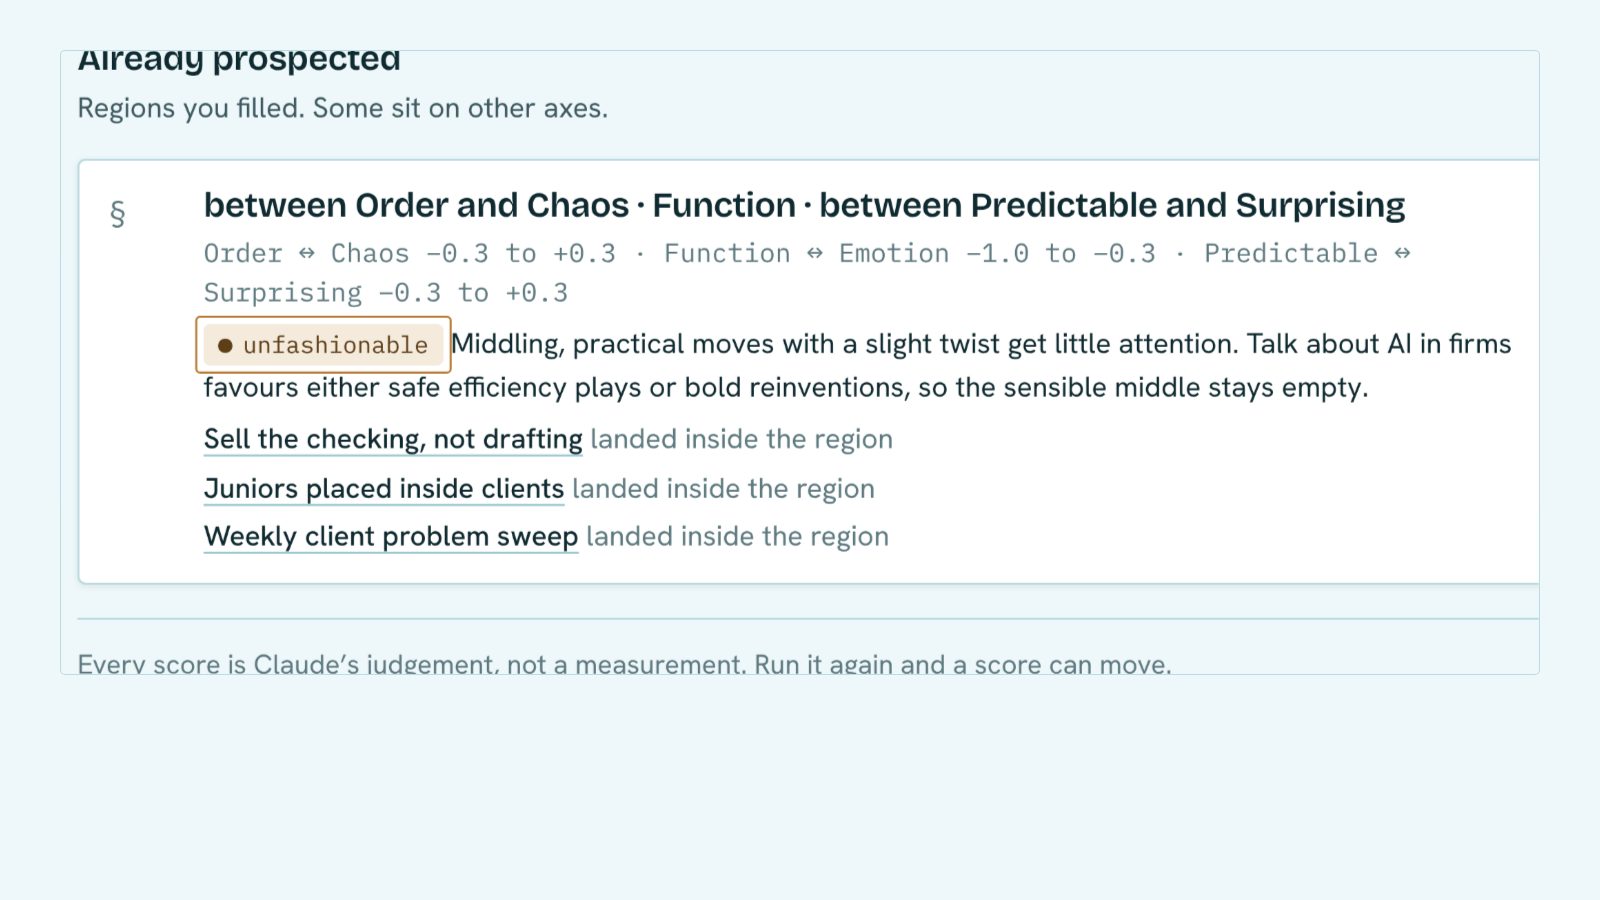 Already prospected
Regions you filled. Some sit on other axes.
§
between Order and Chaos · Function · between Predictable and Surprising
Order ↔ Chaos −0.3 to +0.3 · Function ↔ Emotion −1.0 to −0.3 · Predictable ↔
Surprising −0.3 to +0.3
● unfashionable Middling, practical moves with a slight twist get little attention. Talk about AI in firms
favours either safe efficiency plays or bold reinventions, so the sensible middle stays empty.
Sell the checking, not drafting landed inside the region
Juniors placed inside clients landed inside the region
Weekly client problem sweep landed inside the region
Every score is Claude’s judgement, not a measurement. Run it again and a score can move.